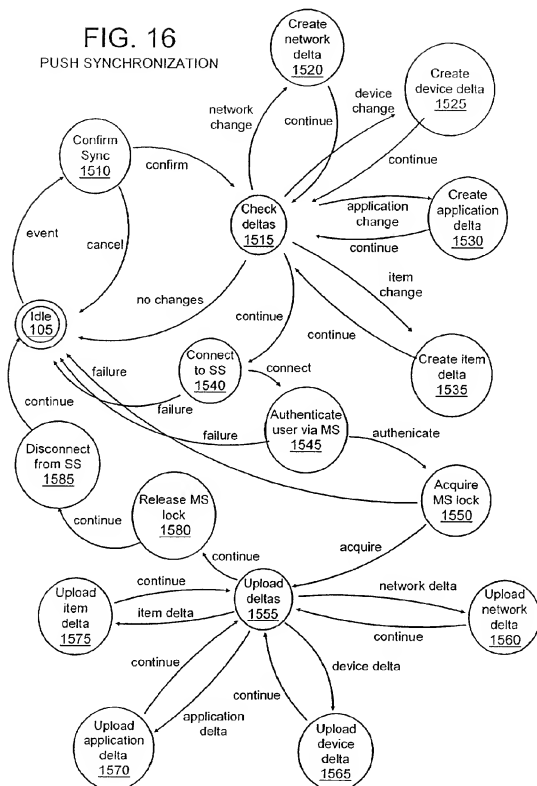 FIG. 16
PUSH SYNCHRONIZATION
Create
network
delta
1520
Create
device delta
1525
device
change
network
change
continue
continue
Confirm
Sync
1510
confirm
Check
deltas
1515
application
change
continue
Create
application delta
1530
event
cancel
item
change
no changes
continue
continue
Idle
105
Connect
to SS
1540
connect
Create item
delta
1535
failure
failure
continue
Authenticate
user via MS
1545
failure
authenicate
Disconnect
from SS
1585
Release MS
lock
1580
Acquire
MS lock
1550
continue
continue
acquire
Upload
deltas
1555
network delta
continue
Upload
network delta
1560
Upload
item
delta
1575
continue
item delta
device delta
continue
continue
application
delta
Upload
application
delta
1570
Upload
device
delta
1565